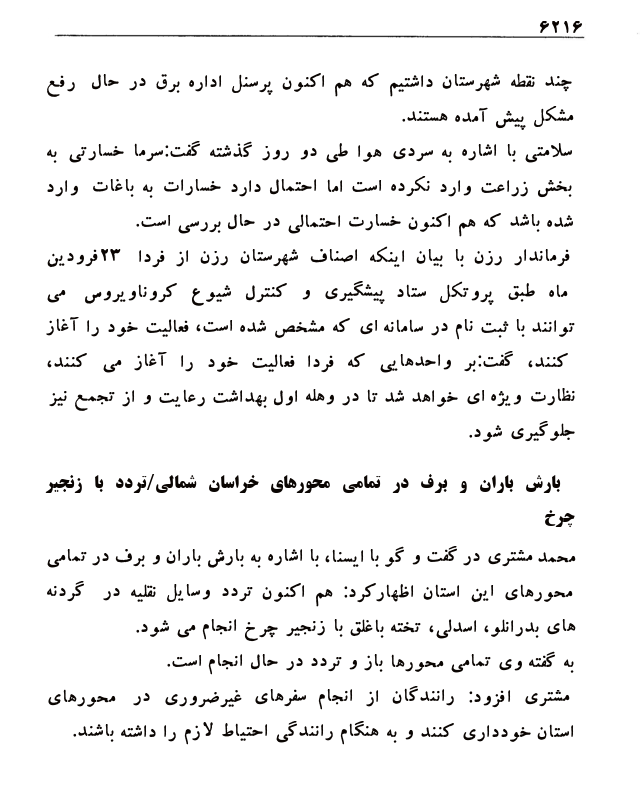 ۶۲۱۶
چند نقطه شهرستان داشتیم که هم اکنون پرسنل اداره برق در حال رفع
مشکل پیش آمده هستند.
سلامتی با اشاره به سردی هوا طی دو روز گذشته گفت:سرما خسارتی به
بخش زراعت وارد نکرده است اما احتمال دارد خسارات به باغات وارد
شده باشد که هم اکنون خسارت احتمالی در حال بررسی است.
فرماندار رزن با بیان اینکه اصناف شهرستان رزن از فردا ۲۳فرودین
ماه طبق پروتکل ستاد پیشگیری و کنترل شیوع کروناویروس می
توانند با ثبت نام در سامانه ای که مشخص شده است، فعالیت خود را آغاز
کنند، گفت:بر واحدهایی که فردا فعالیت خود را آغاز می کنند،
نظارت ویژه ای خواهد شد تا در وهله اول بهداشت رعایت و از تجمع نیز
جلوگیری شود.
بارش باران و برف در تمامی محورهای خراسان شمالی/تردد با زنجیر
چرخ
محمد مشتری در گفت و گو با ایسنا، با اشاره به بارش باران و برف در تمامی
محورهای این استان اظهارکرد: هم اکنون تردد وسایل نقلیه در گردنه
های بدرانلو، اسدلی، تخته باغلق با زنجیر چرخ انجام می شود.
به گفته وی تمامی محورها باز و تردد در حال انجام است.
مشتری افزود: رانندگان از انجام سفرهای غیرضروری در محورهای
استان خودداری کنند و به هنگام رانندگی احتیاط لازم را داشته باشند.